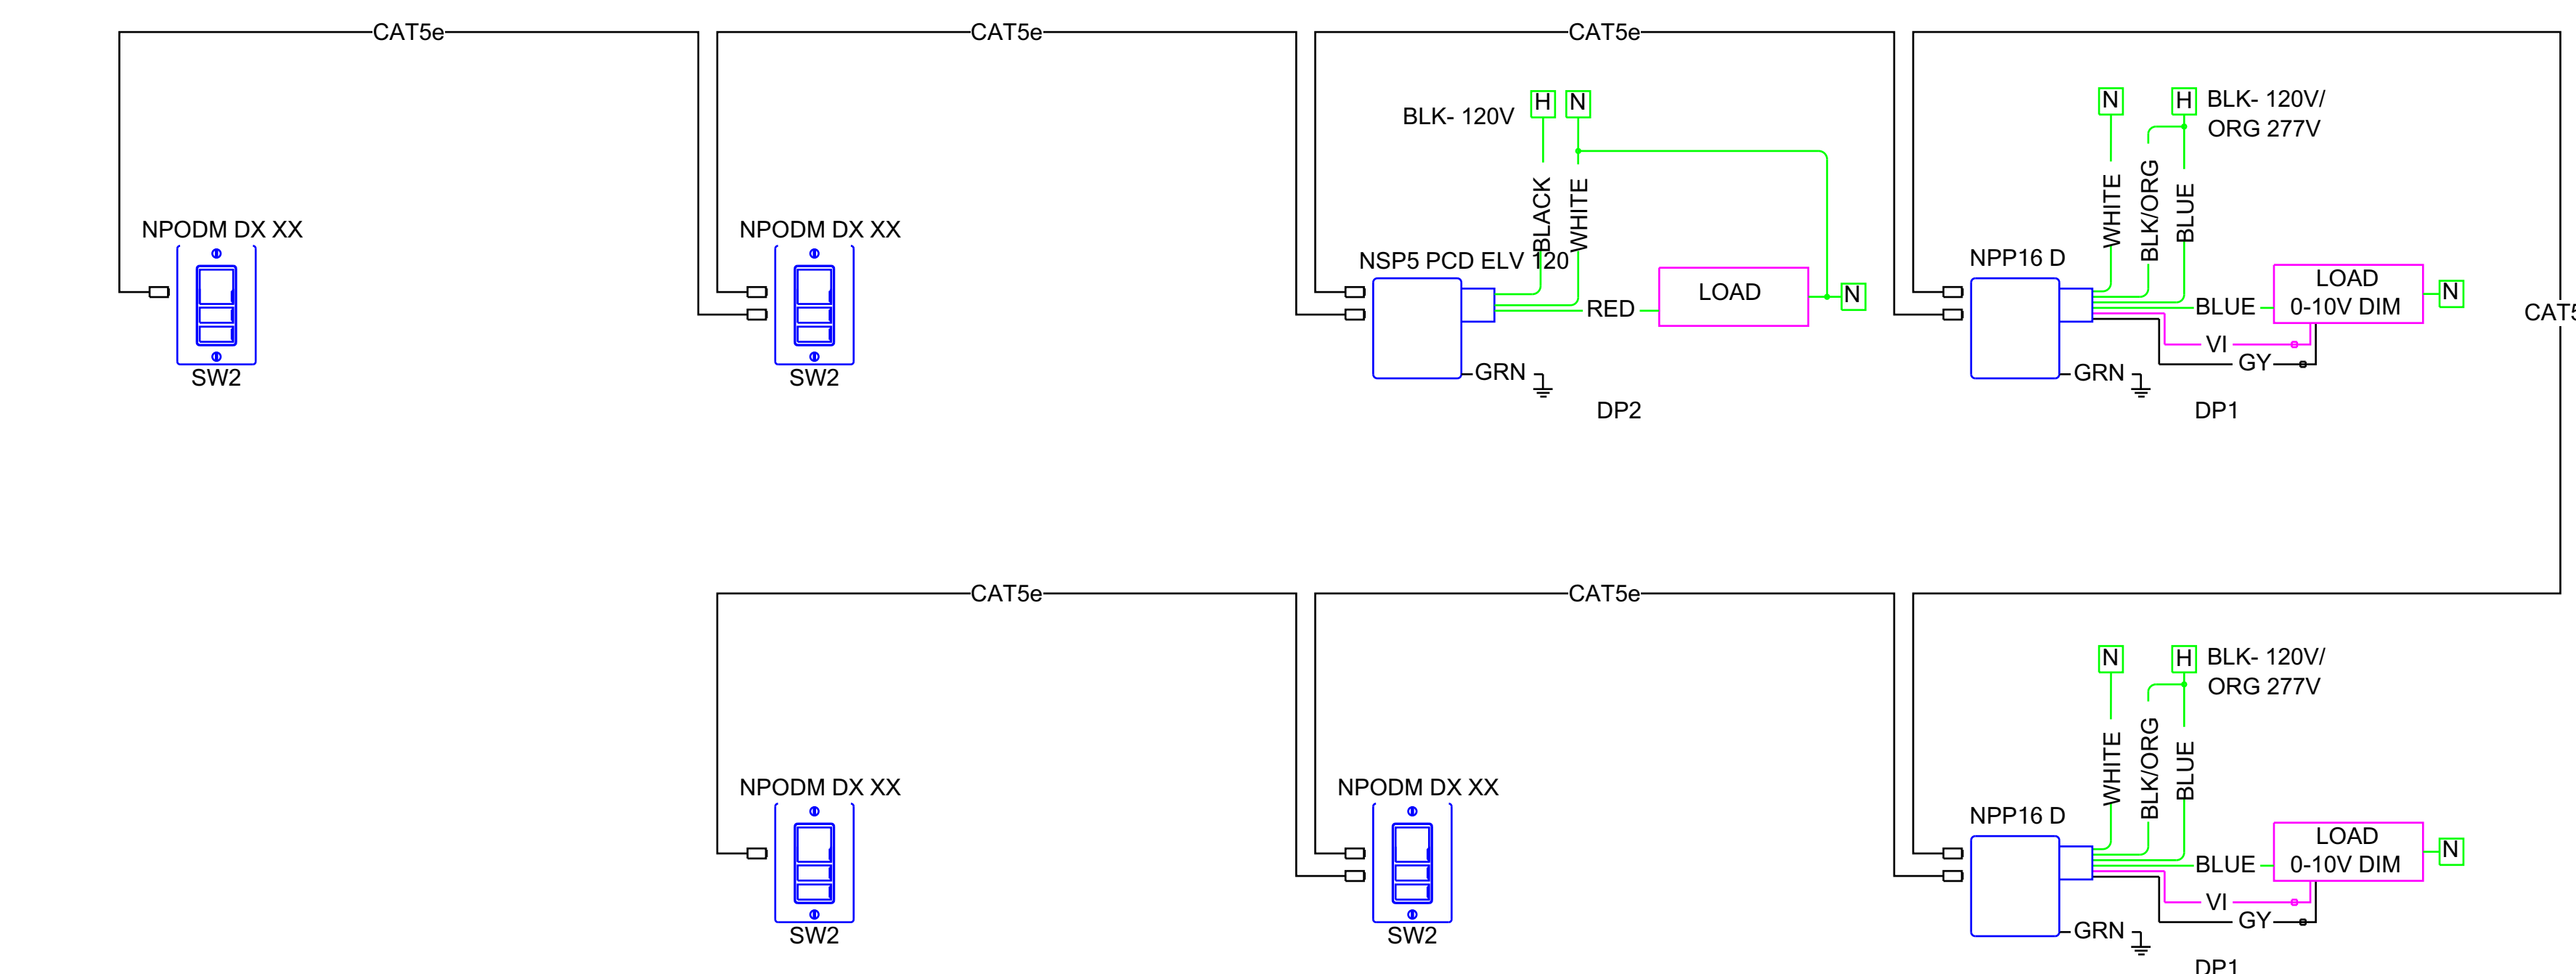 CAT5e
CAT5e
CAT5e
H N
BLK- 120V
N
H
BLK- 120V/
ORG 277V
BLACK
WHITE
WHITE
BLK/ORG
BLUE
NPODM DX XX
NPODM DX XX
NSP5 PCD ELV 120
NPP16 D
LOAD
N
RED
LOAD
0-10V DIM
N
BLUE
CAT5
VI
GY
GRN
GRN
SW2
SW2
DP2
DP1
CAT5e
CAT5e
N
H
BLK- 120V/
ORG 277V
WHITE
BLK/ORG
BLUE
NPODM DX XX
NPODM DX XX
NPP16 D
LOAD
0-10V DIM
N
BLUE
VI
GY
GRN
SW2
SW2
DP1